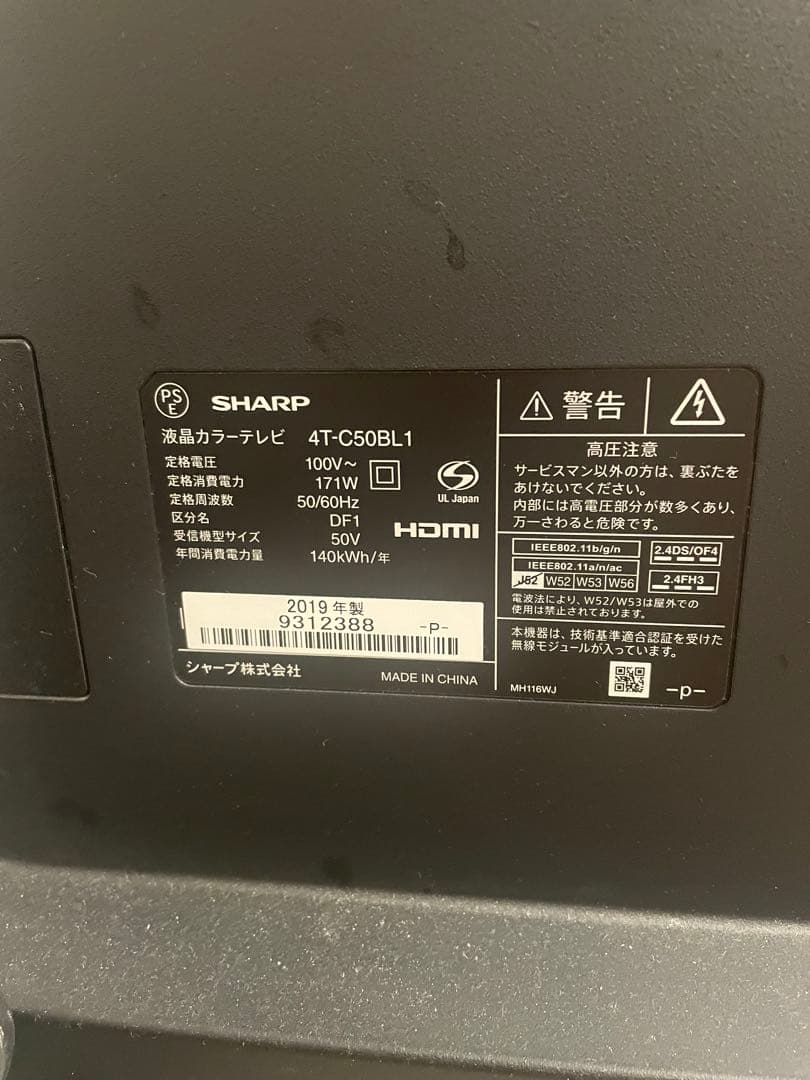 PS
E
SHARP
液晶カラーテレビ 4T-C50BL1
定格電圧 100V～
定格消費電力 171W
定格周波数 50/60Hz
区分名 DF1
受信機型サイズ 50V
年間消費電力量 140kWh/年
UL Japan
HDMI
2019 年製
9312388 -P-
シャープ株式会社 MADE IN CHINA
警告
高圧注意
サービスマン以外の方は、裏ぶたを
あけないでください。
内部には高電圧部分が数多くあり、
万一さわると危険です。
IEEE802.11b/g/n
IEEE802.11a/n/ac
J52 W52 W53 W56
2.4DS/OF4
2.4FH3
電波法により、W52/W53は屋外での
使用は禁止されております。
本機器は、技術基準適合認証を受けた
無線モジュールが入っています。
MH116WJ -p-